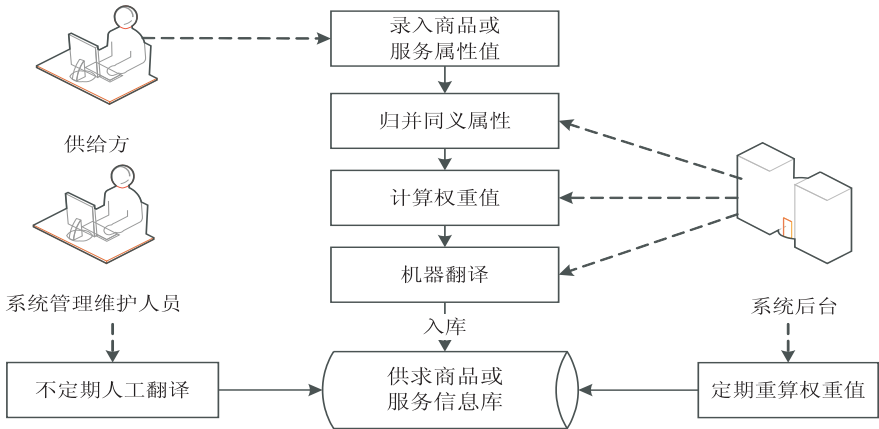 录入商品或
服务属性值
供给方
归并同义属性
计算权重值
机器翻译
系统管理维护人员
系统后台
入库
不定期人工翻译
供求商品或
服务信息库
定期重算权重值